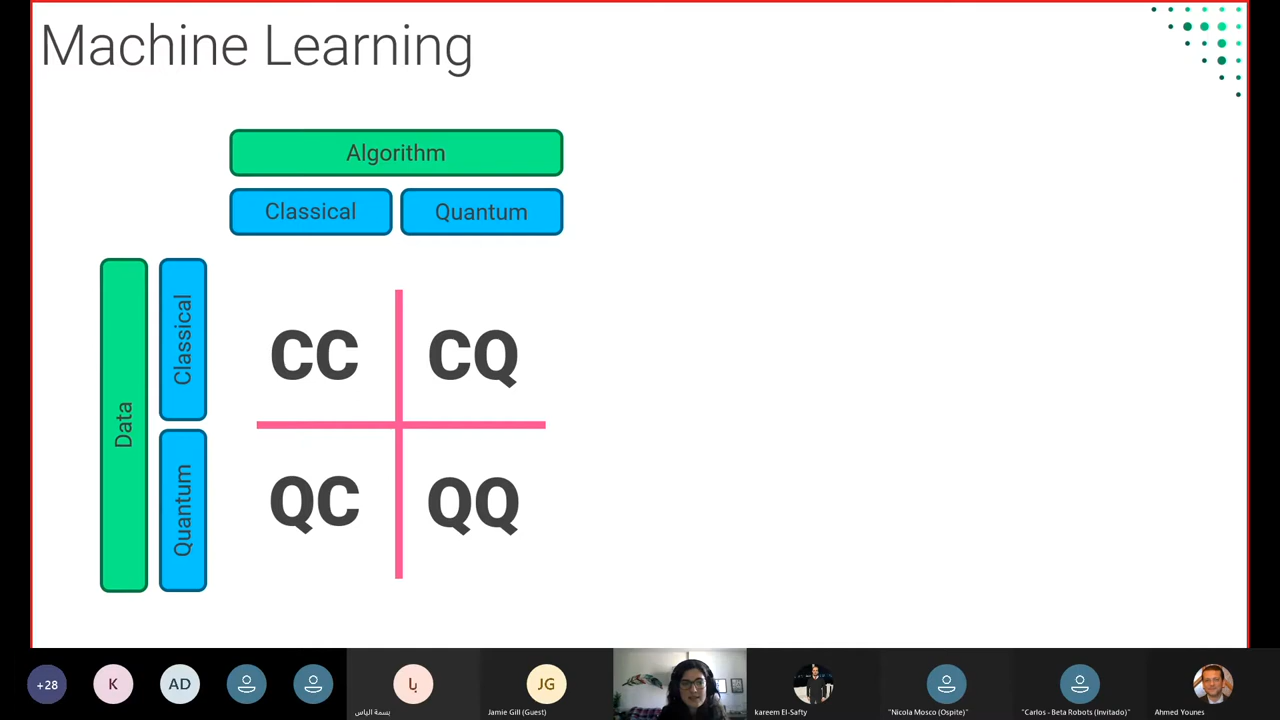 Machine Learning
Algorithm
Classical
Quantum
Data
Classical
Quantum
CC
CQ
QC
QQ
+28
K
AD
با
JG
بسمة الياس
Jamie Gill (Guest)
kareem El-Safty
"Nicola Mosco (Ospite)"
"Carlos - Beta Robots (Invitado)"
Ahmed Younes